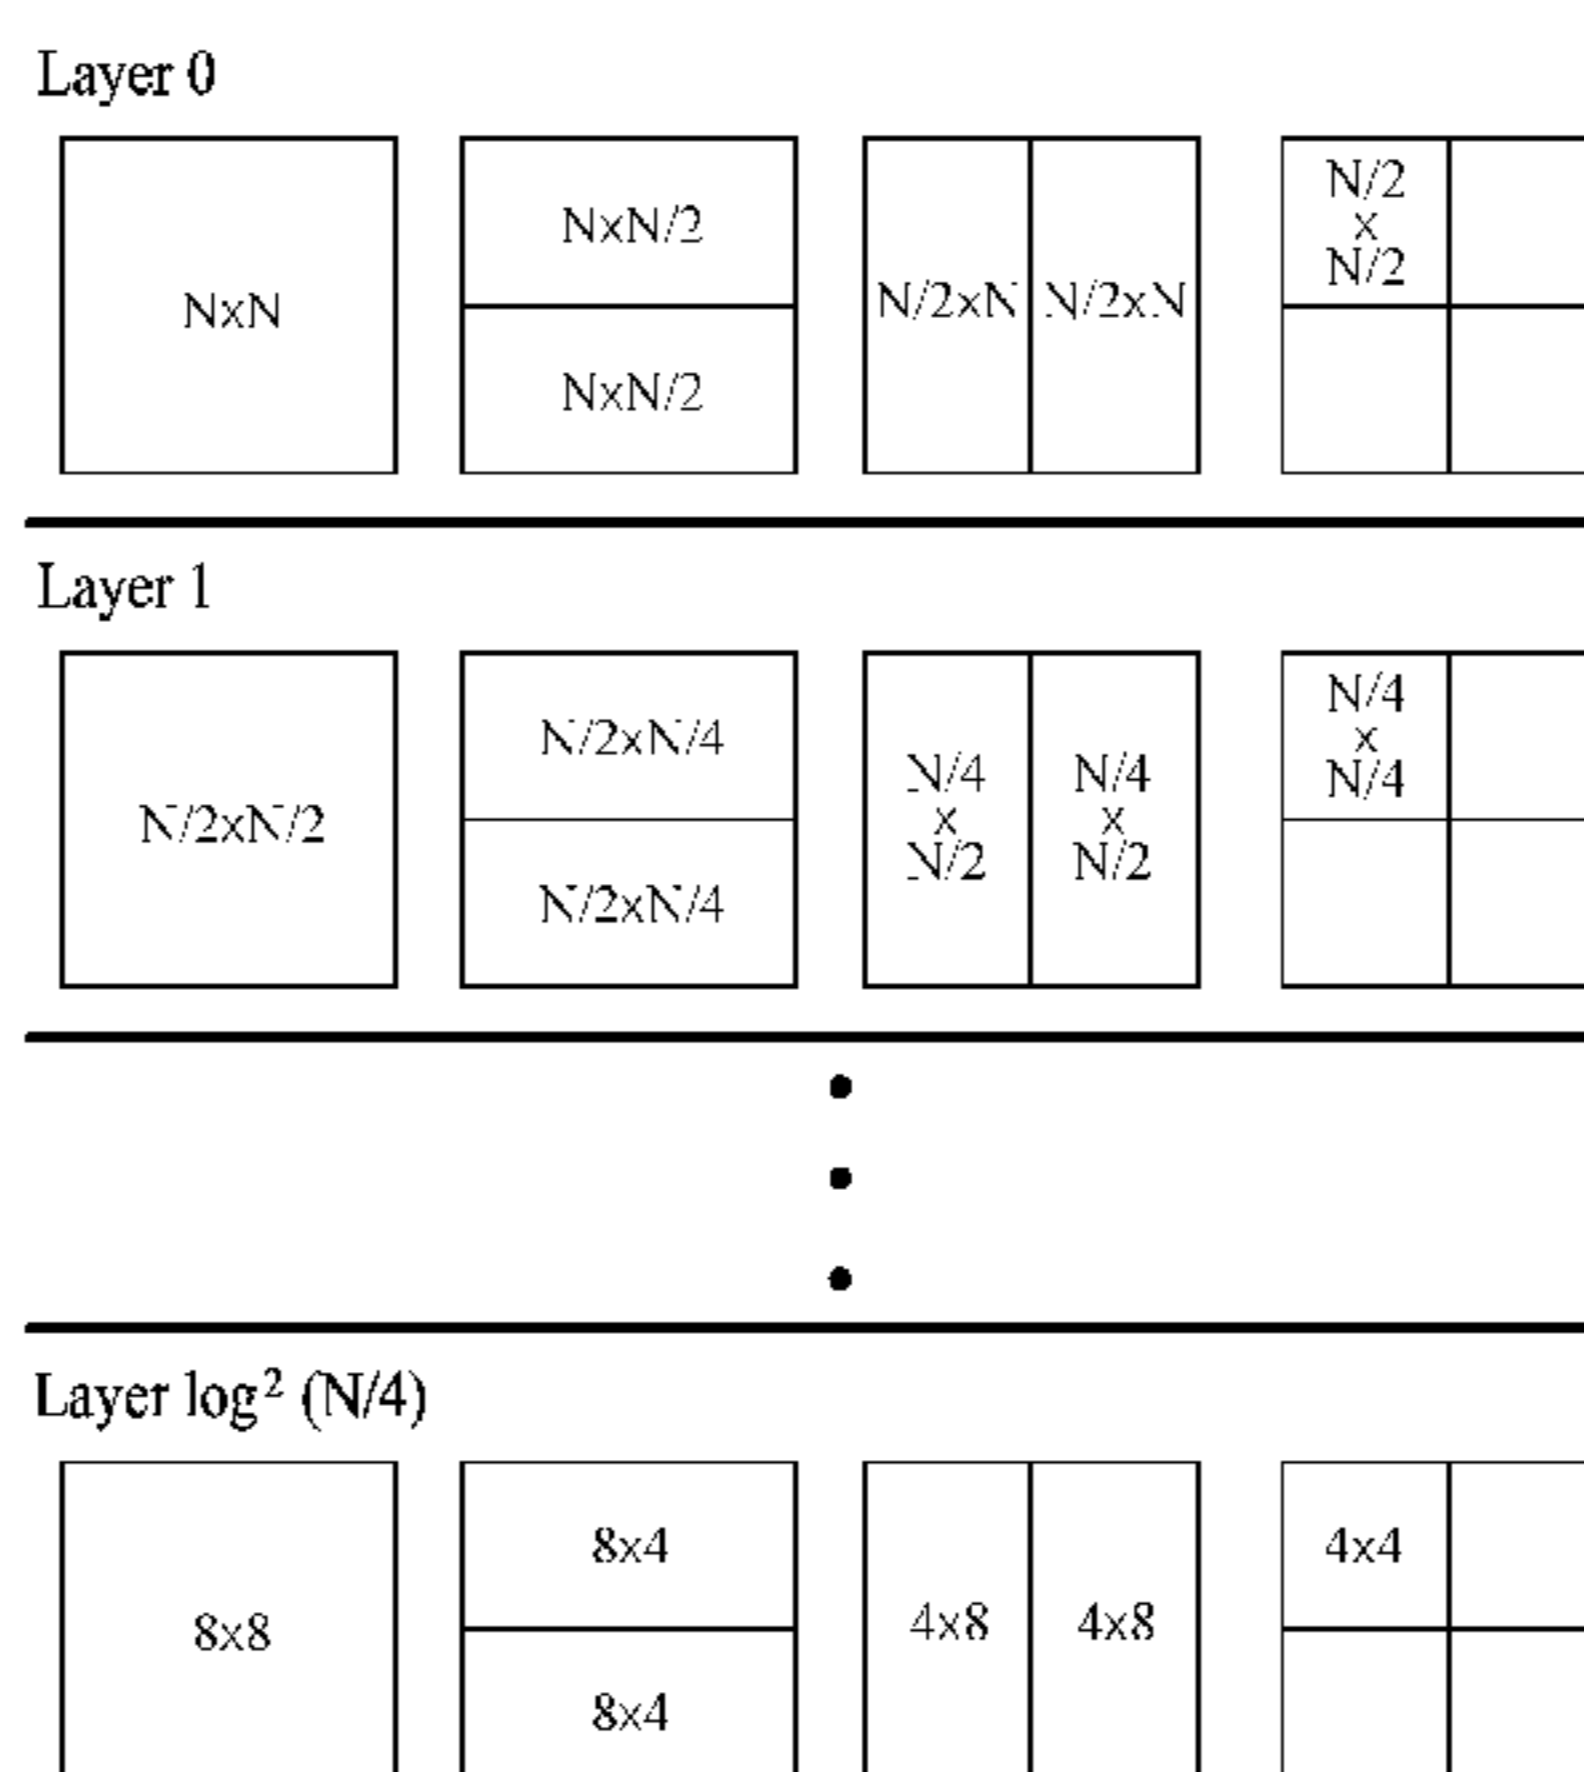 Layer 0
NxN
NxN/2
NxN/2
N/2xN
N/2xN
N/2
x
N/2
Layer 1
N/2xN/2
N/2xN/4
N/2xN/4
N/4
x
N/2
N/4
x
N/2
N/4
x
N/4
Layer log² (N/4)
8x8
8x4
8x4
4x8
4x8
4x4